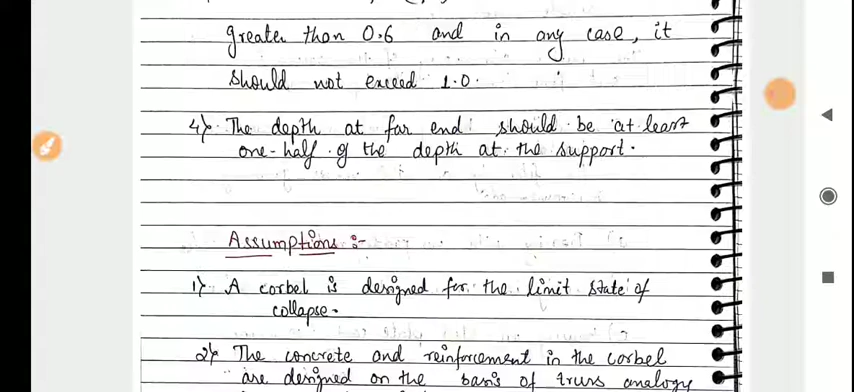 greater than 0.6 and in any case, it
should not exceed 1.0.
4) The depth at far end should be at least
one-half of the depth at the support.
Assumptions :-
1) A corbel is designed for the limit state of
collapse.
2) The concrete and reinforcement in the corbel
are designed on the basis of truss analogy